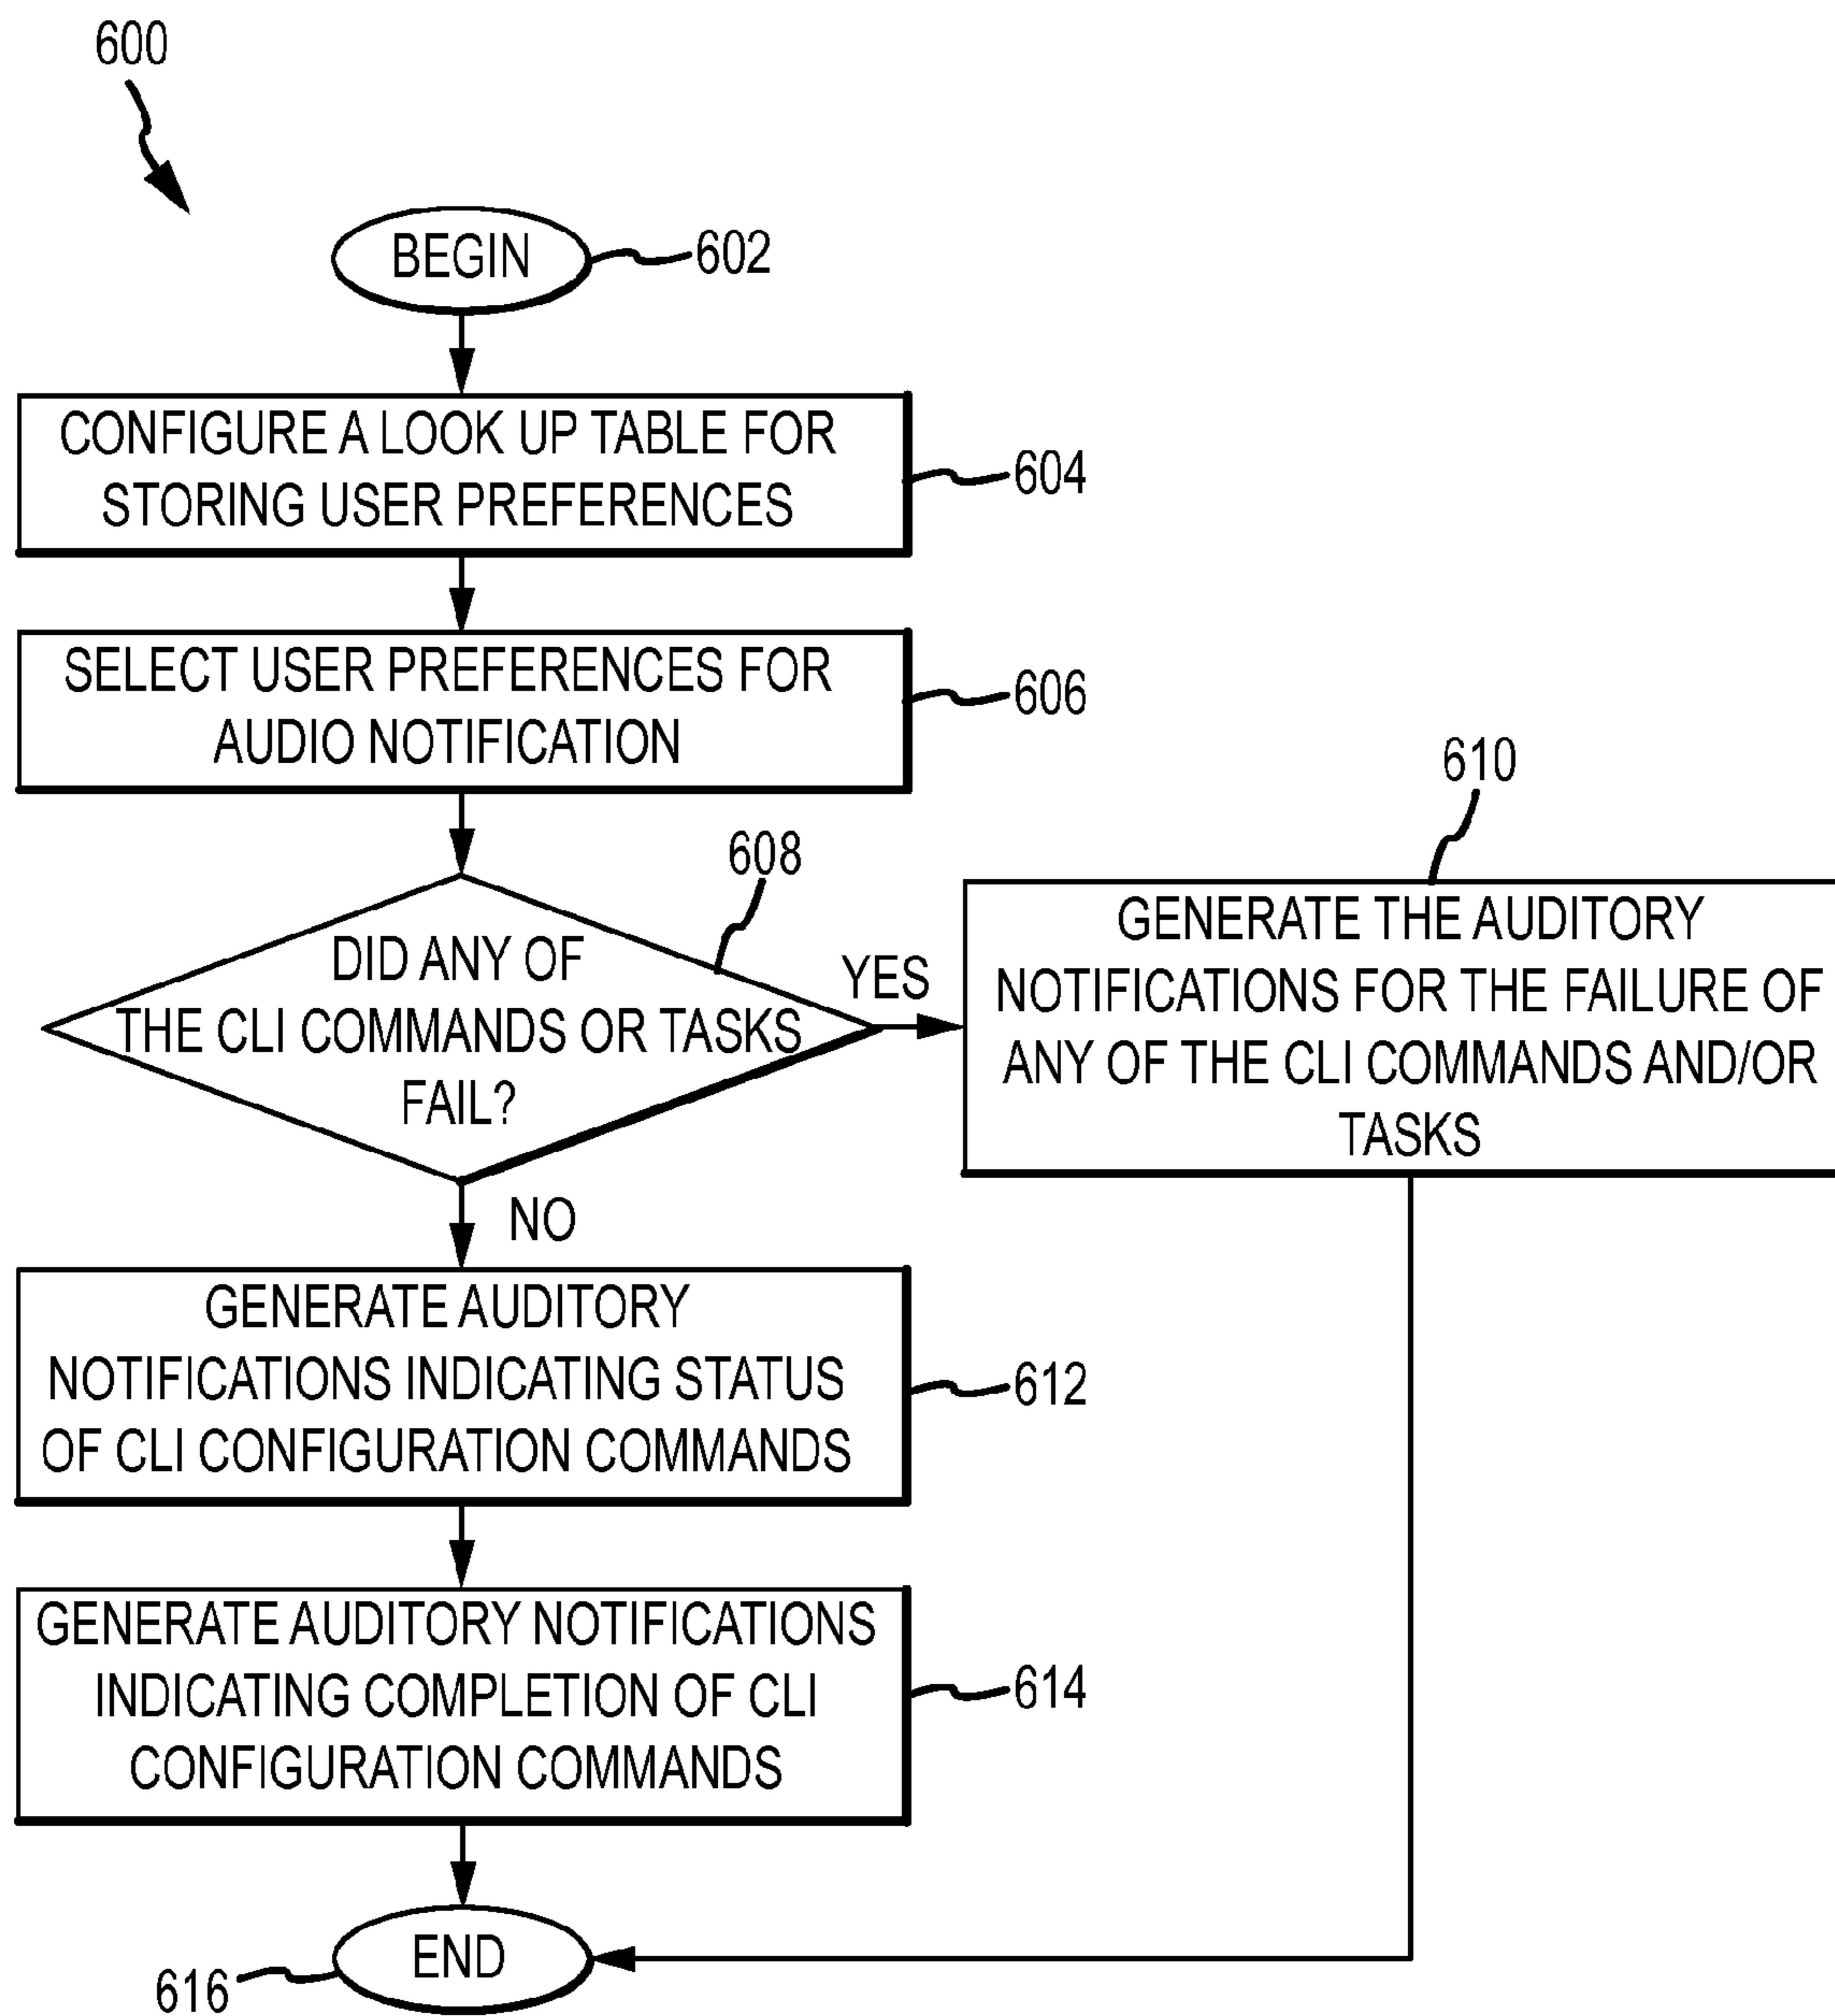 600
BEGIN
602
CONFIGURE A LOOK UP TABLE FOR
STORING USER PREFERENCES
604
SELECT USER PREFERENCES FOR
AUDIO NOTIFICATION
606
608
DID ANY OF
THE CLI COMMANDS OR TASKS
FAIL?
YES
610
GENERATE THE AUDITORY
NOTIFICATIONS FOR THE FAILURE OF
ANY OF THE CLI COMMANDS AND/OR
TASKS
NO
GENERATE AUDITORY
NOTIFICATIONS INDICATING STATUS
OF CLI CONFIGURATION COMMANDS
612
GENERATE AUDITORY NOTIFICATIONS
INDICATING COMPLETION OF CLI
CONFIGURATION COMMANDS
614
END
616